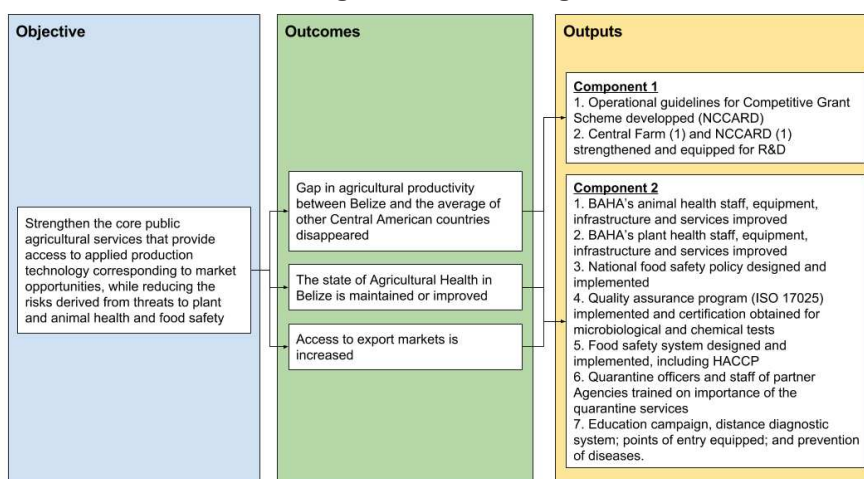 Objective
Strengthen the core public
agricultural services that provide
access to applied production
technology corresponding to market
opportunities, while reducing the
risks derived from threats to plant
and animal health and food safety
Outcomes
Gap in agricultural productivity
between Belize and the average of
other Central American countries
disappeared
The state of Agricultural Health in
Belize is maintained or improved
Access to export markets is
increased
Outputs
Component 1
1. Operational guidelines for Competitive Grant
Scheme developped (NCCARD)
2. Central Farm (1) and NCCARD (1)
strengthened and equipped for R&D
Component 2
1. BAHA's animal health staff, equipment,
infrastructure and services improved
2. BAHA's plant health staff, equipment,
infrastructure and services improved
3. National food safety policy designed and
implemented
4. Quality assurance program (ISO 17025)
implemented and certification obtained for
microbiological and chemical tests
5. Food safety system designed and
implemented, including HACCP
6. Quarantine officers and staff of partner
Agencies trained on importance of the
quarantine services
7. Education campaign, distance diagnostic
system; points of entry equipped; and prevention
of diseases.